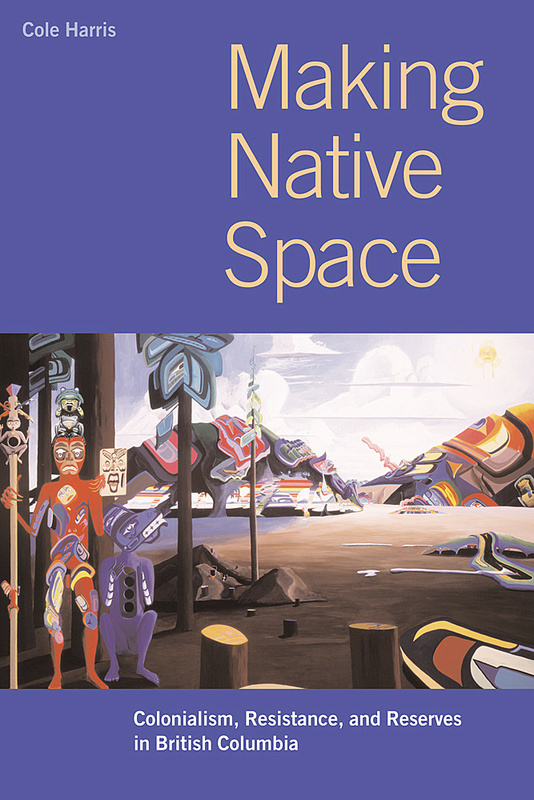 Cole Harris
Making
Native
Space
Colonialism, Resistance, and Reserves
in British Columbia